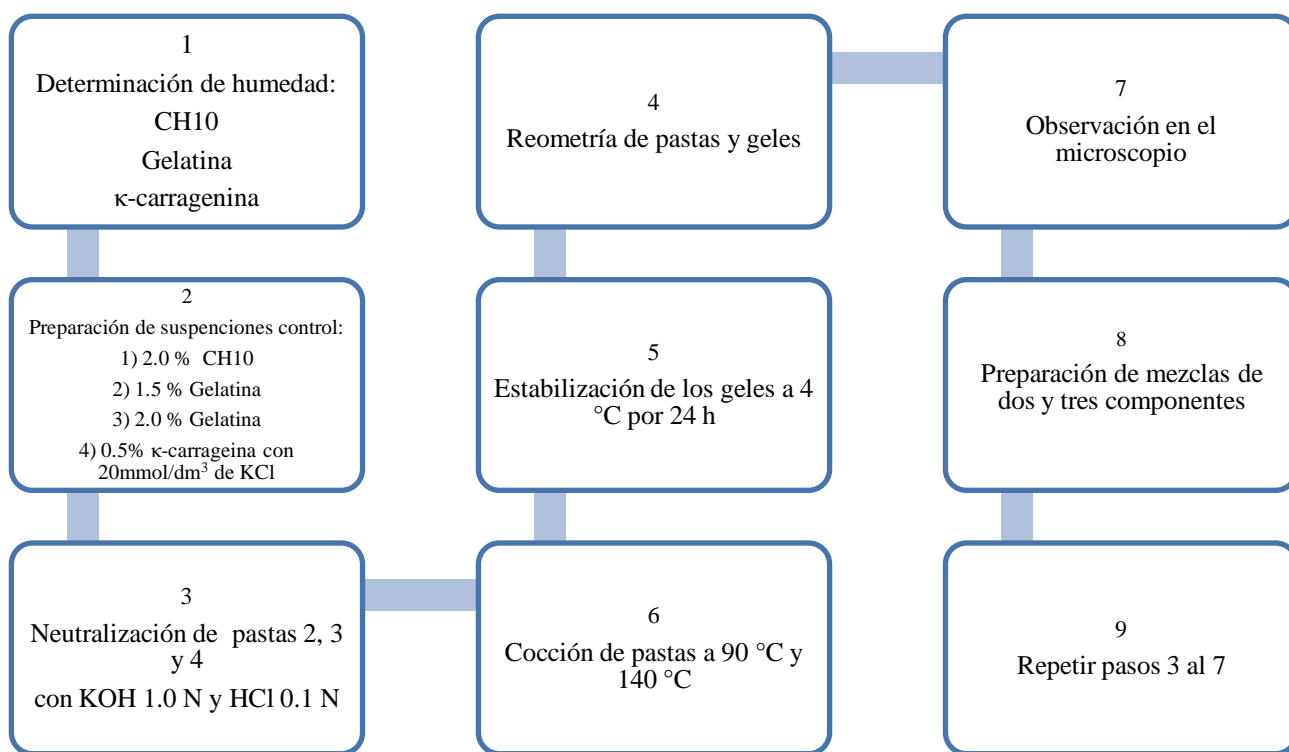 1
Determinación de humedad:
CH10
Gelatina
κ-carragenina
2
Preparación de suspenciones control:
1) 2.0 % CH10
2) 1.5 % Gelatina
3) 2.0 % Gelatina
4) 0.5% κ-carrageina con
20mmol/dm³ de KCl
3
Neutralización de pastas 2, 3
y 4
con KOH 1.0 N y HCl 0.1 N
6
Cocción de pastas a 90 °C y
140 °C
5
Estabilización de los geles a 4
°C por 24 h
4
Reometría de pastas y geles
7
Observación en el
microscopio
8
Preparación de mezclas de
dos y tres componentes
9
Repetir pasos 3 al 7